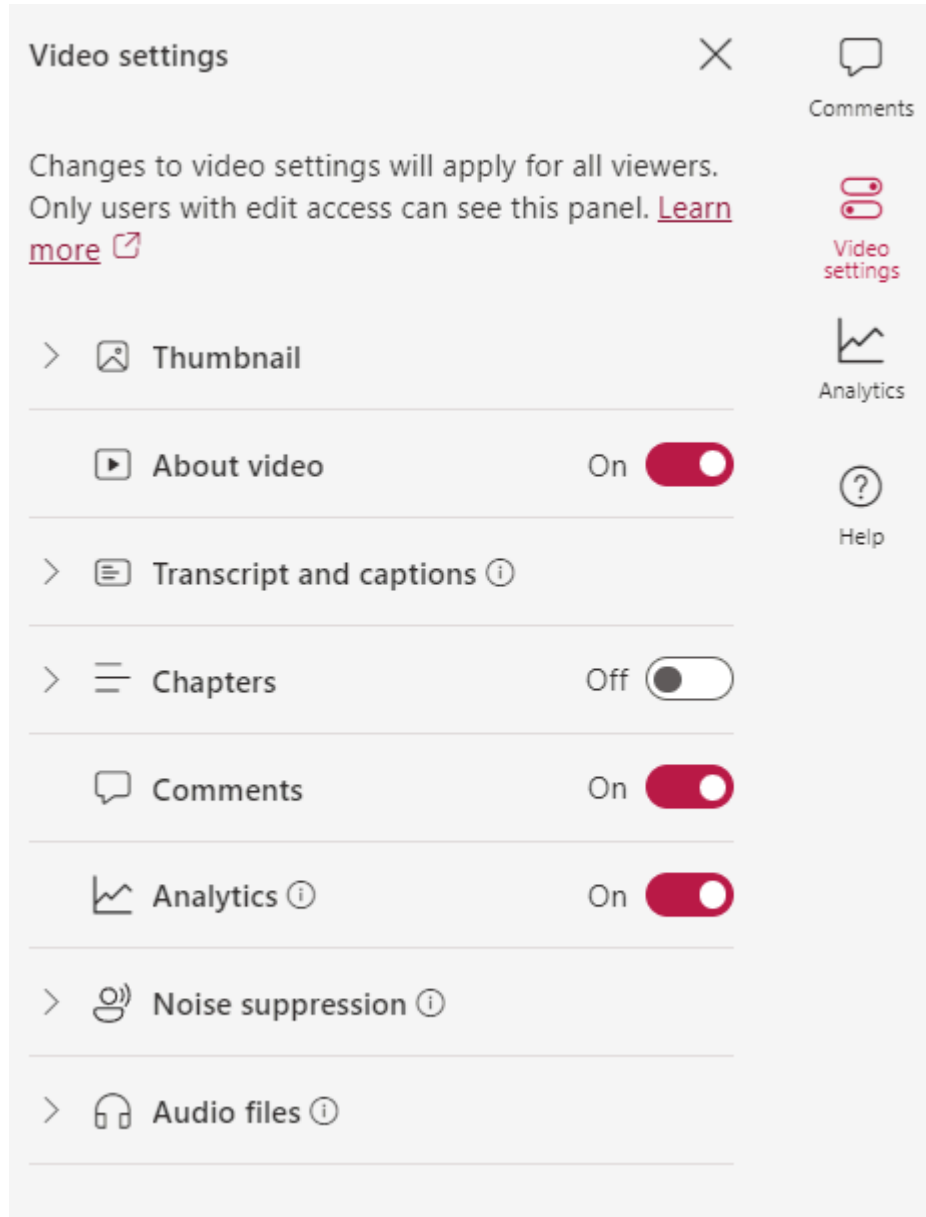 Video settings
Changes to video settings will apply for all viewers.
Only users with edit access can see this panel. Learn
more
Thumbnail
About video On
Transcript and captions
Chapters Off
Comments On
Analytics On
Noise suppression
Audio files
Comments
Video
settings
Analytics
Help